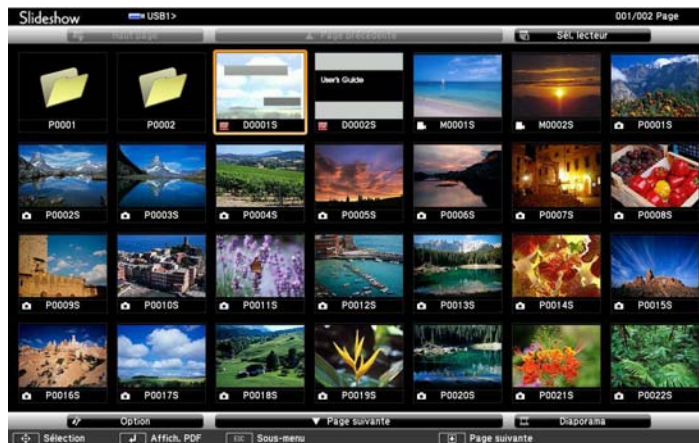 Slideshow USB1> 001/002 Page
Haut page ▲ Page précédente Sél. lecteur
P0001 P0002 D0001S D0002S M0001S M0002S P0001S
User's Guide
P0002S P0003S P0004S P0005S P0006S P0007S P0008S
P0009S P0010S P0011S P0012S P0013S P0014S P0015S
P0016S P0017S P0018S P0019S P0020S P0021S P0022S
Option ▼ Page suivante Diaporama
Sélection Affich. PDF ESC Sous-menu Page suivante